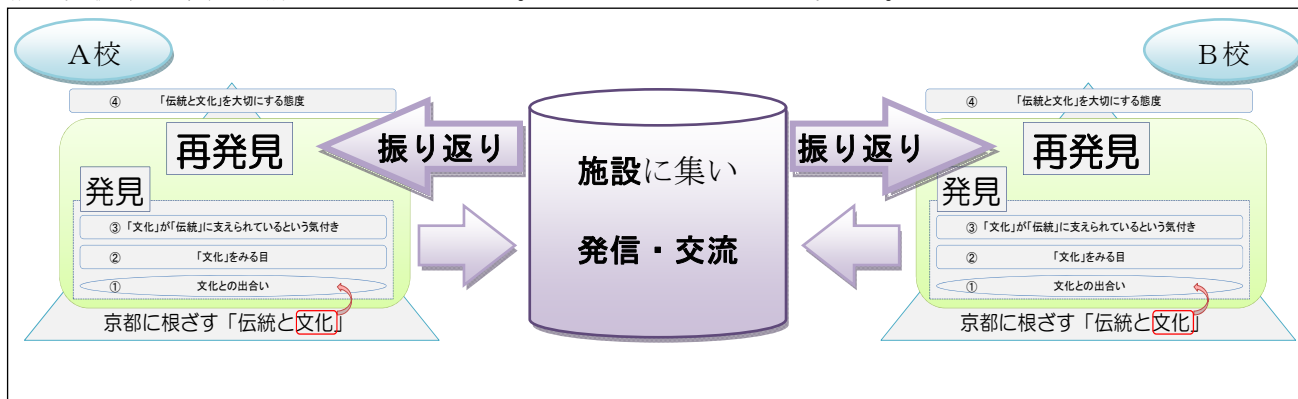 A校
④ 「伝統と文化」を大切にする態度
再発見
発見
③「文化」が「伝統」に支えられているという気付き
② 「文化」をみる目
① 文化との出合い
京都に根ざす「伝統と文化」
振り返り
施設に集い
発信・交流
振り返り
B校
④ 「伝統と文化」を大切にする態度
再発見
発見
③「文化」が「伝統」に支えられているという気付き
② 「文化」をみる目
① 文化との出合い
京都に根ざす「伝統と文化」